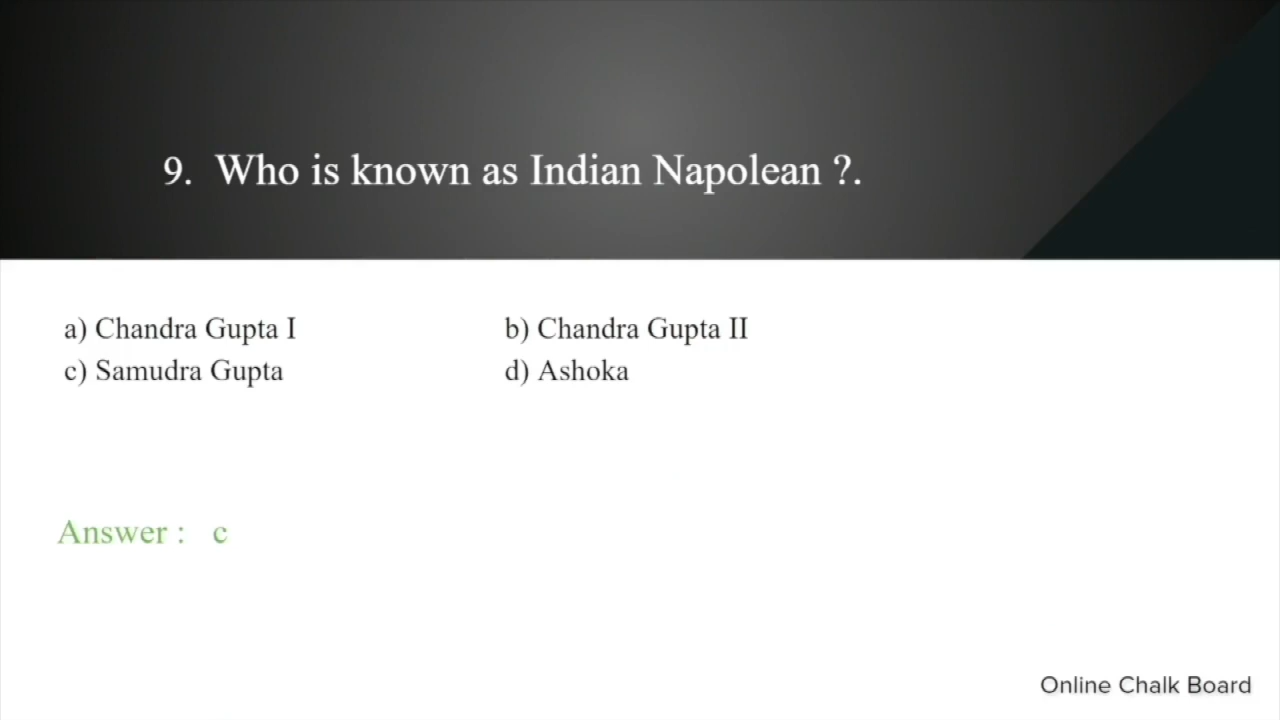 9. Who is known as Indian Napolean ?.
a) Chandra Gupta I b) Chandra Gupta II
c) Samudra Gupta d) Ashoka
Answer : c
Online Chalk Board